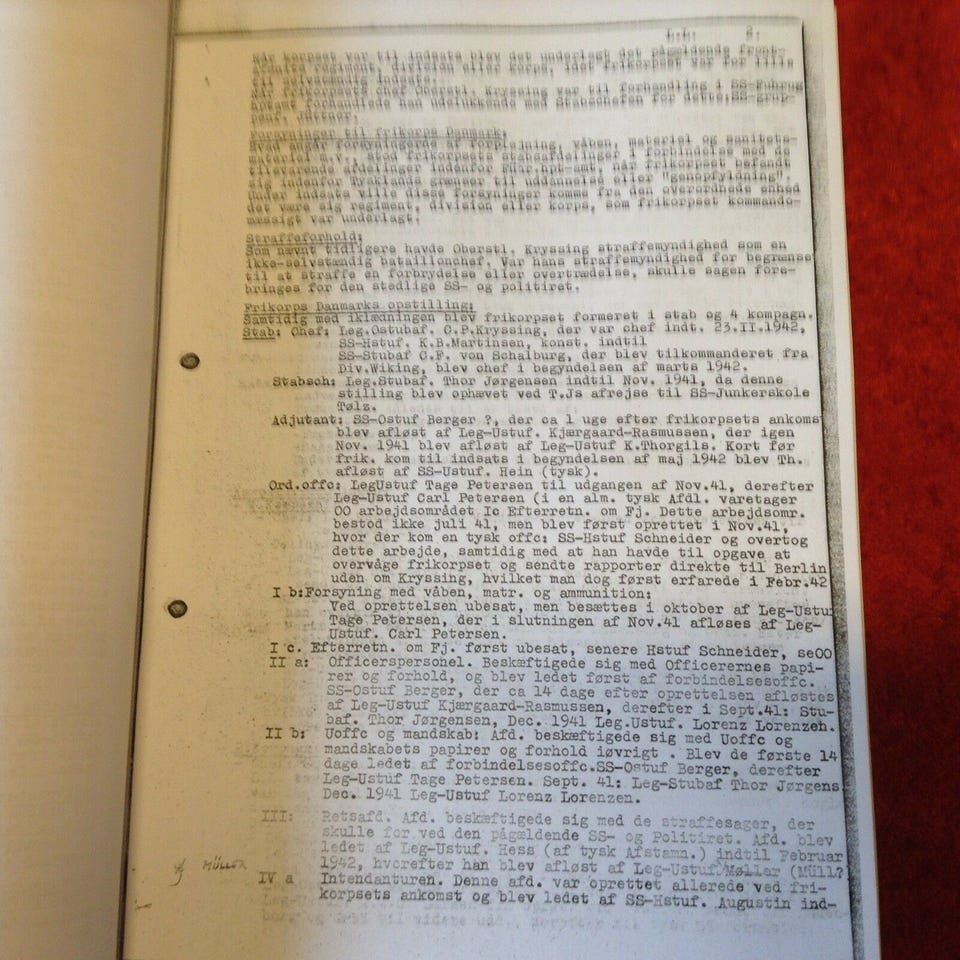 L.L. 8.
Når korpset var til indsats blev det underlagt det pågældende front-
afsnits regiment, division eller korps, idet frikorpset var for lille
til selvstændig indsats.
Når frikorpsets chef Oberstl. Kryssing var til forhandling i SS-Führungs
hptamt forhandlede han udelukkende med Stabschefen for dette, SS-grup-
penf. Jüttner.
Forsyninger til frikorps Danmark:
Hvad angår forsyningerne af forplejning, våben, materiel og sanitets-
materiel m.v., stod frikorpsets stabsafdelinger i forbindelse med de
tilsvarende afdelinger indenfor Führ.hpt-amt, når frikorpset befandt
sig indenfor Tysklands grænser til uddannelse eller "genopfyldning".
Under indsats ville disse forsyninger komme fra den overordnede enhed
det være sig regiment, division eller korps, som frikorpset kommando-
mæssigt var underlagt.
Straffeforhold:
Som nævnt tidligere havde Oberstl. Kryssing straffemyndighed som en
ikke-selvstændig bataillonchef. Var hans straffemyndighed for begrænse
til at straffe en forbrydelse eller overtrædelse, skulle sagen fore-
bringes for den stedlige SS- og politiret.
Frikorps Danmarks opstilling:
Samtidig med iklædningen blev frikorpset formeret i stab og 4 kompagn.
Stab: Chef: Leg.Ostubaf. C.P.Kryssing, der var chef indt. 23.II.1942,
SS-Hstuf. K.B.Martinsen, konst. indtil
SS-Stubaf C.F. von Schalburg, der blev tilkommanderet fra
Div.Wiking, blev chef i begyndelsen af marts 1942.
Stabsch: Leg.Stubaf. Thor Jørgensen indtil Nov. 1941, da denne
stilling blev ophævet ved T.Js afrejse til SS-Junkerskole
Tølz.
Adjutant: SS-Ostuf Berger ?, der ca 1 uge efter frikorpsets ankomst
blev afløst af Leg-Ustuf. Kjærgaard-Rasmussen, der igen
Nov. 1941 blev afløst af Leg-Ustuf K.Thorgils. Kort før
frik. kom til indsats i begyndelsen af maj 1942 blev Th.
afløst af SS-Ustuf. Hein (tysk).
Ord.offc: LegUstuf Tage Petersen til udgangen af Nov.41, derefter
Leg-Ustuf Carl Petersen (i en alm. tysk Afdl. varetager
OO arbejdsområdet Ic Efterretn. om Fj. Dette arbejdsomr.
bestod ikke juli 41, men blev først oprettet i Nov.41,
hvor der kom en tysk offc: SS-Hstuf Schneider og overtog
dette arbejde, samtidig med at han havde til opgave at
overvåge frikorpset og sendte rapporter direkte til Berlin
uden om Kryssing, hvilket man dog først erfarede i Febr.42
I b:Forsyning med våben, matr. og ammunition:
Ved oprettelsen ubesat, men besættes i oktober af Leg-Ustu
Tage Petersen, der i slutningen af Nov.41 afløses af Leg-
Ustuf. Carl Petersen.
I c. Efterretn. om Fj. først ubesat, senere Hstuf Schneider, seOO
II a: Officerspersonel. Beskæftigede sig med Officerernes papi-
rer og forhold, og blev ledet først af forbindelsesoffc.
SS-Ostuf Berger, der ca 14 dage efter oprettelsen afløstes
af Leg-Ustuf Kjærgaard-Rasmussen, derefter i Sept.41: Stu-
baf. Thor Jørgensen, Dec. 1941 Leg.Ustuf. Lorenz Lorenzen.
II b: Uoffc og mandskab: Afd. beskæftigede sig med Uoffc og
mandskabets papirer og forhold iøvrigt . Blev de første 14
dage ledet af forbindelsesoffc.SS-Ostuf Berger, derefter
Leg-Ustuf Tage Petersen. Sept. 41: Leg-Stubaf Thor Jørgens
Dec. 1941 Leg-Ustuf Lorenz Lorenzen.
III: Retsafd. Afd. beskæftigede sig med de straffesager, der
skulle for ved den pågældende SS- og Politiret. Afd. blev
ledet af Leg-Ustuf. Hess (af tysk Afstamn.) indtil Februar
1942, hvorefter han blev afløst af Leg-Ustuf Møller (Müll?
MÜLLER
IV a Intendanturen. Denne afd. var oprettet allerede ved fri-
korpsets ankomst og blev ledet af SS-Hstuf. Augustin ind-